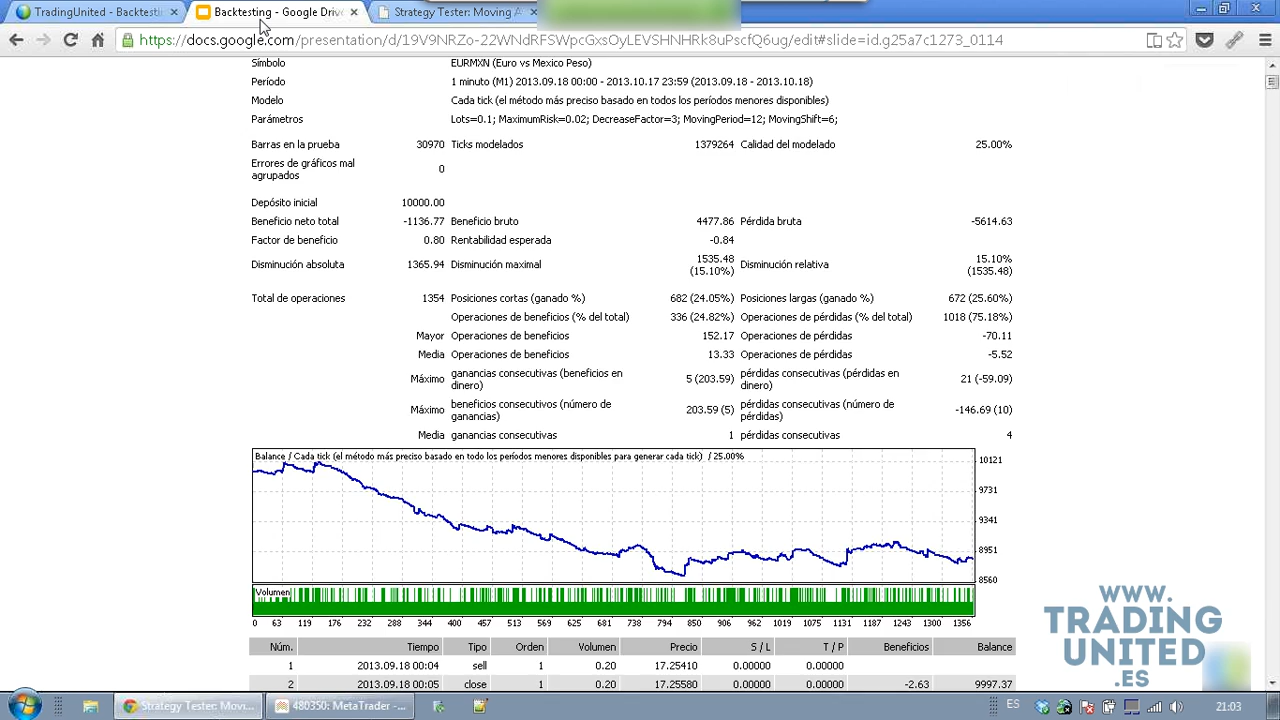 TradingUnited - Backtestin
Backtesting - Google Drive
Strategy Tester: Moving A
https://docs.google.com/presentation/d/19V9NRZo-22WNdRFSWpcGxsOyLEVSHNHRk8uPscfQ6ug/edit#slide=id.g25a7c1273_0114
Símbolo EURMXN (Euro vs Mexico Peso)
Período 1 minuto (M1) 2013.09.18 00:00 - 2013.10.17 23:59 (2013.09.18 - 2013.10.18)
Modelo Cada tick (el método más preciso basado en todos los períodos menores disponibles)
Parámetros Lots=0.1; MaximumRisk=0.02; DecreaseFactor=3; MovingPeriod=12; MovingShift=6;
Barras en la prueba 30970 Ticks modelados 1379264 Calidad del modelado 25.00%
Errores de gráficos mal
agrupados 0
Depósito inicial 10000.00
Beneficio neto total -1136.77 Beneficio bruto 4477.86 Pérdida bruta -5614.63
Factor de beneficio 0.80 Rentabilidad esperada -0.84
Disminución absoluta 1365.94 Disminución maximal 1535.48
(15.10%) Disminución relativa 15.10%
(1535.48)
Total de operaciones 1354 Posiciones cortas (ganado %) 682 (24.05%) Posiciones largas (ganado %) 672 (25.60%)
Operaciones de beneficios (% del total) 336 (24.82%) Operaciones de pérdidas (% del total) 1018 (75.18%)
Mayor Operaciones de beneficios 152.17 Operaciones de pérdidas -70.11
Media Operaciones de beneficios 13.33 Operaciones de pérdidas -5.52
Máximo ganancias consecutivas (beneficios en
dinero) 5 (203.59) pérdidas consecutivas (pérdidas en
dinero) 21 (-59.09)
Máximo beneficios consecutivos (número de
ganancias) 203.59 (5) pérdidas consecutivas (número de
pérdidas) -146.69 (10)
Media ganancias consecutivas 1 pérdidas consecutivas 4
Balance / Cada tick (el método más preciso basado en todo los períodos menores disponibles para generar cada tick) / 25.00%
10121
9731
9341
8951
8560
Volumen
0 63 119 176 232 288 344 400 457 513 569 625 681 738 794 850 906 962 1019 1075 1131 1187 1243 1300 1356
Núm. Tiempo Tipo Orden Volumen Precio S / L T / P Beneficios Balance
1 2013.09.18 00:04 sell 1 0.20 17.25410 0.00000 0.00000
2 2013.09.18 00:05 close 1 0.20 17.25580 0.00000 0.00000 -2.63 9997.37
WWW.
TRADING
UNITED
.ES
Strategy Tester: Movi...
480350: MetaTrader - ...
ES
21:03